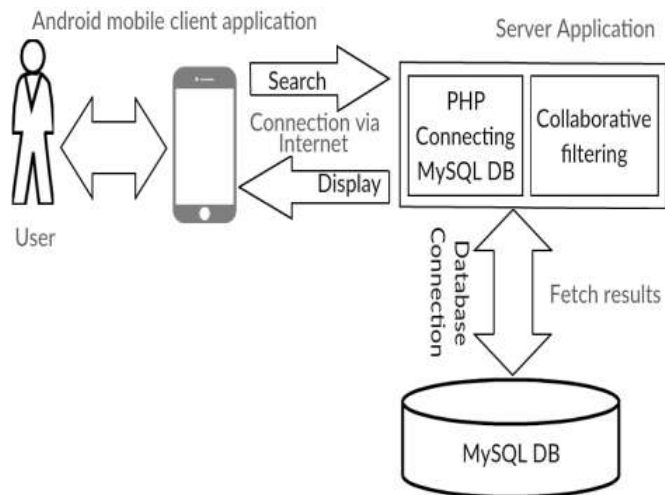 Android mobile client application
Server Application
Search
Connection via
Internet
Display
PHP
Connecting
MySQL DB
Collaborative
filtering
User
Database
Connection
Fetch results
MySQL DB